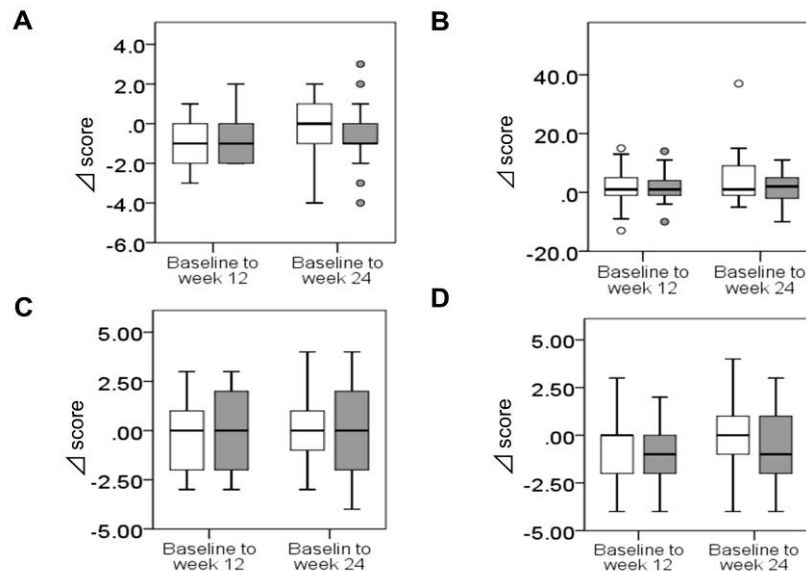 A
4.0
2.0
.0
-2.0
-4.0
-6.0
⊿ score
Baseline to
week 12
Baseline to
week 24
B
40.0
20.0
.0
-20.0
⊿ score
Baseline to
week 12
Baseline to
week 24
C
5.00
2.50
.00
-2.50
-5.00
⊿ score
Baseline to
week 12
Baselin to
week 24
D
5.00
2.50
.00
-2.50
-5.00
⊿ score
Baseline to
week 12
Baseline to
week 24